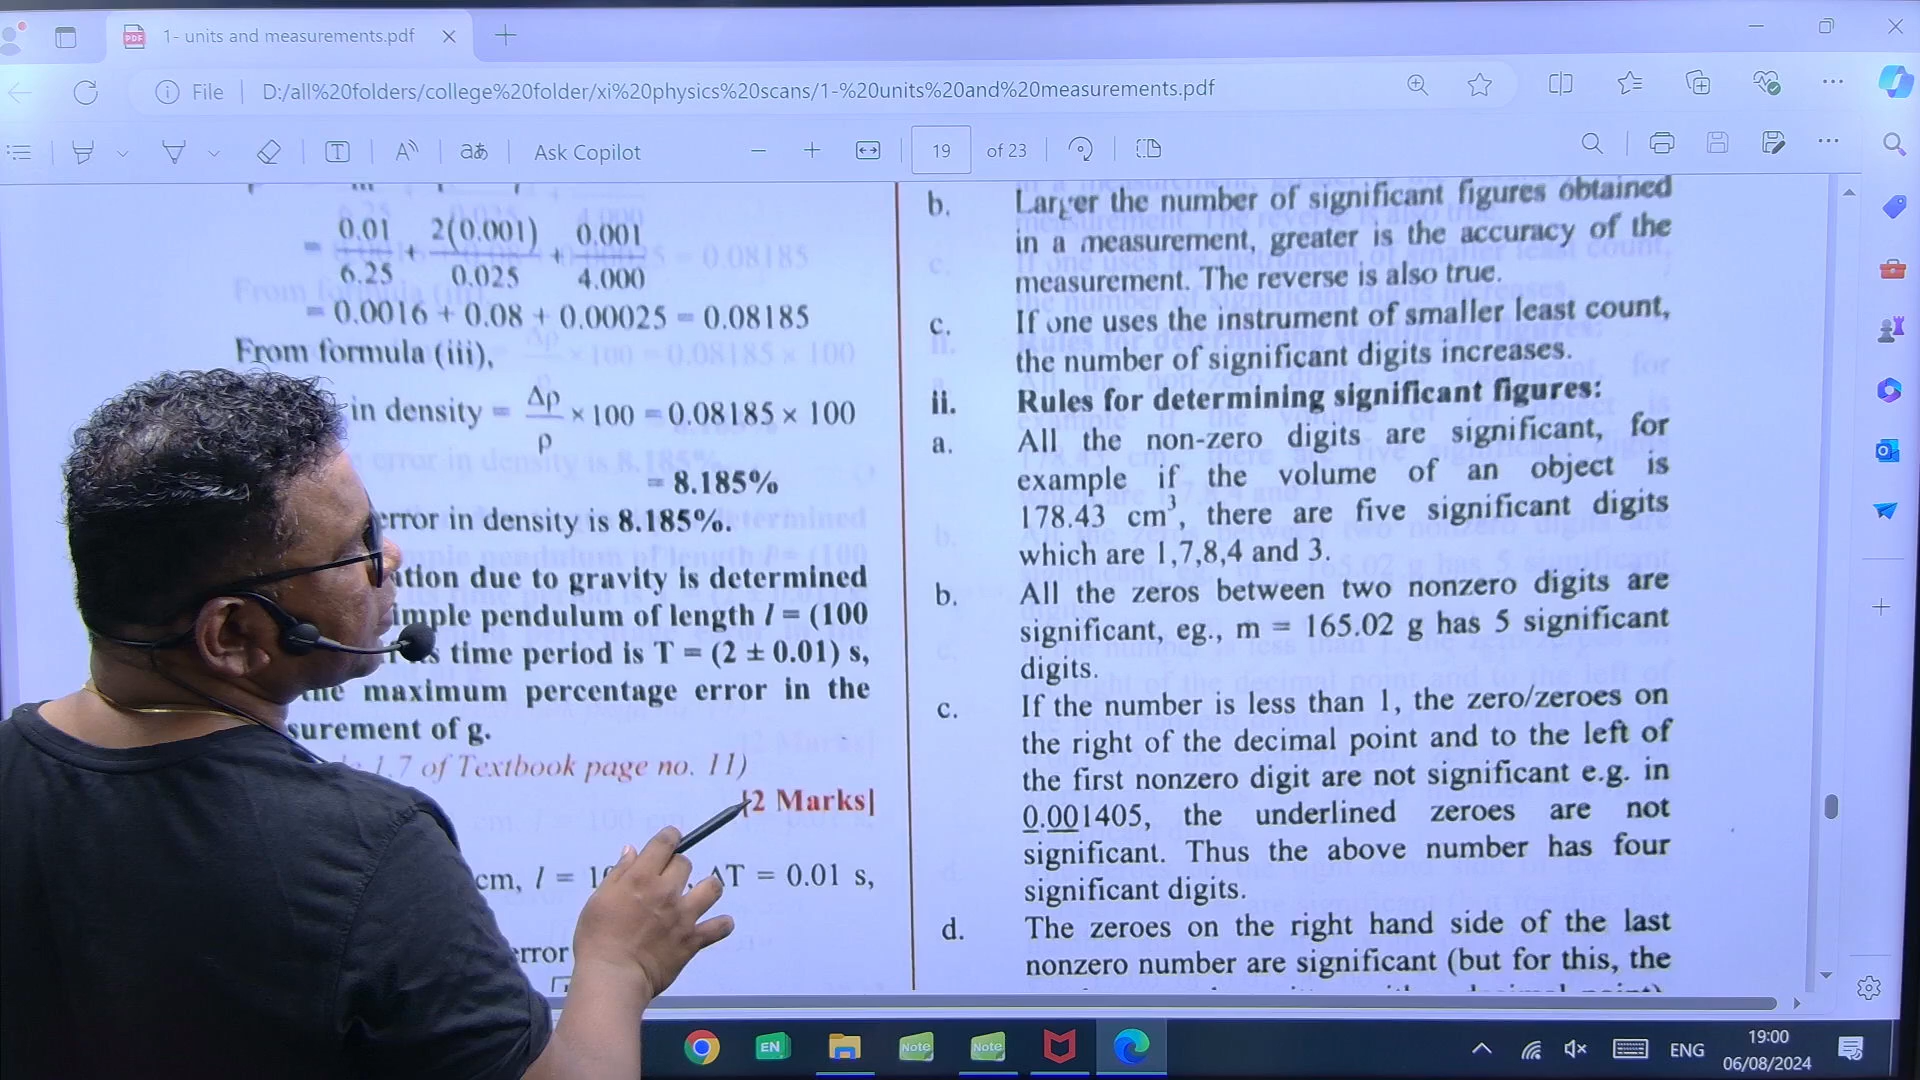 1- units and measurements.pdf
File
D:/all%20folders/college%20folder/xi%20physics%20scans/1-%20units%20and%20measurements.pdf
Ask Copilot
19 of 23
= 0.01/6.25 + 2(0.001)/0.025 + 0.001/4.000
= 0.0016 + 0.08 + 0.00025 = 0.08185
From formula (iii),
in density = Δρ/ρ × 100 = 0.08185 × 100
= 8.185%
error in density is 8.185%.
ation due to gravity is determined
imple pendulum of length l = (100
s time period is T = (2 ± 0.01) s,
the maximum percentage error in the
surement of g.
1.7 of Textbook page no. 11)
[2 Marks]
cm, l = 10 ΔT = 0.01 s,
error
b. Larger the number of significant figures obtained
in a measurement, greater is the accuracy of the
measurement. The reverse is also true.
c. If one uses the instrument of smaller least count,
the number of significant digits increases.
ii. Rules for determining significant figures:
a. All the non-zero digits are significant, for
example if the volume of an object is
178.43 cm³, there are five significant digits
which are 1,7,8,4 and 3.
b. All the zeros between two nonzero digits are
significant, eg., m = 165.02 g has 5 significant
digits.
c. If the number is less than 1, the zero/zeroes on
the right of the decimal point and to the left of
the first nonzero digit are not significant e.g. in
0.001405, the underlined zeroes are not
significant. Thus the above number has four
significant digits.
d. The zeroes on the right hand side of the last
nonzero number are significant (but for this, the
EN
Note
Note
ENG
19:00
06/08/2024